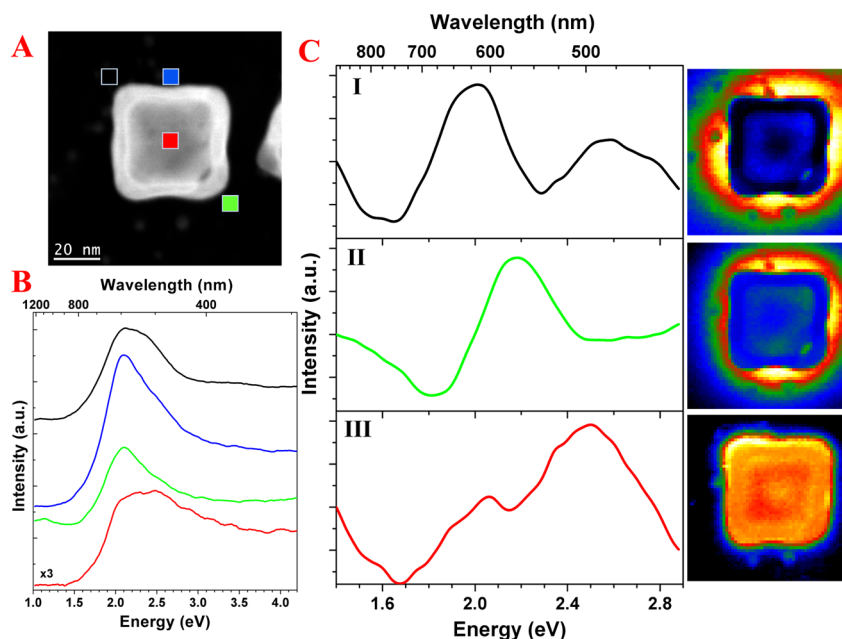 A
20 nm
B
Wavelength (nm)
1200 800 400
Intensity (a.u.)
x3
1.0 1.5 2.0 2.5 3.0 3.5 4.0
Energy (eV)
C
Wavelength (nm)
800 700 600 500
I
II
III
Intensity (a.u.)
1.6 2.0 2.4 2.8
Energy (eV)